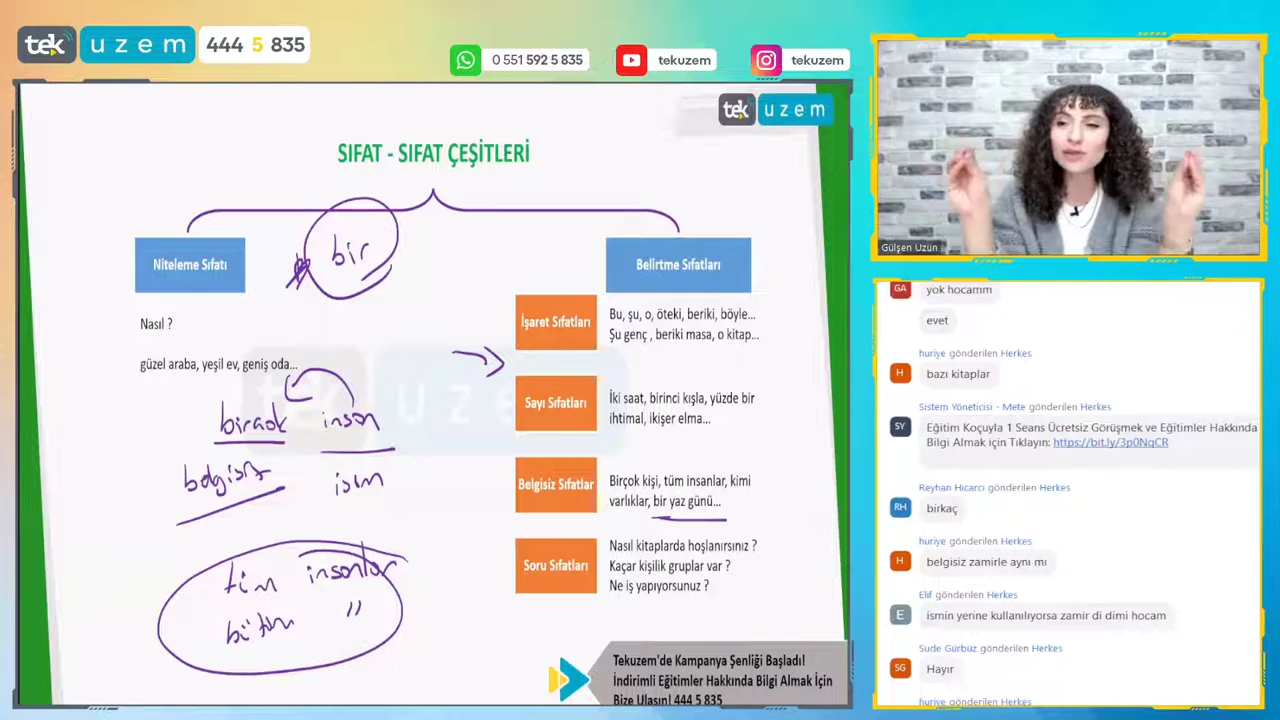 tek uzem 444 5 835
0 551 592 5 835
tekuzem
tekuzem
tek uzem
SIFAT - SIFAT ÇEŞİTLERİ
Niteleme Sıfatı
bir
Belirtme Sıfatları
Nasıl ?
güzel araba, yeşil ev, geniş oda...
birçok insan
belgisiz isim
tüm insanlar
bütün "
İşaret Sıfatları
Bu, şu, o, öteki, beriki, böyle...
Şu genç , beriki masa, o kitap...
Sayı Sıfatları
İki saat, birinci kışla, yüzde bir
ihtimal, ikişer elma...
Belgisiz Sıfatlar
Birçok kişi, tüm insanlar, kimi
varlıklar, bir yaz günü...
Soru Sıfatları
Nasıl kitaplarda hoşlanırsınız ?
Kaçar kişilik gruplar var ?
Ne iş yapıyorsunuz ?
uzem
Tekuzem'de Kampanya Şenliği Başladı!
İndirimli Eğitimler Hakkında Bilgi Almak İçin
Bize Ulaşın! 444 5 835
Gülşen Uzun
GA
yok hocamm
evet
huriye gönderilen Herkes
H
bazı kitaplar
Sistem Yöneticisi - Mete gönderilen Herkes
SY
Eğitim Koçuyla 1 Seans Ücretsiz Görüşmek ve Eğitimler Hakkında
Bilgi Almak için Tıklayın: https://bit.ly/3p0NqCR
Reyhan Hıcarcı gönderilen Herkes
RH
birkaç
huriye gönderilen Herkes
H
belgisiz zamirle aynı mı
Elif gönderilen Herkes
E
ismin yerine kullanılıyorsa zamir di dimi hocam
Sude Gürbüz gönderilen Herkes
SG
Hayır
huriye gönderilen Herkes